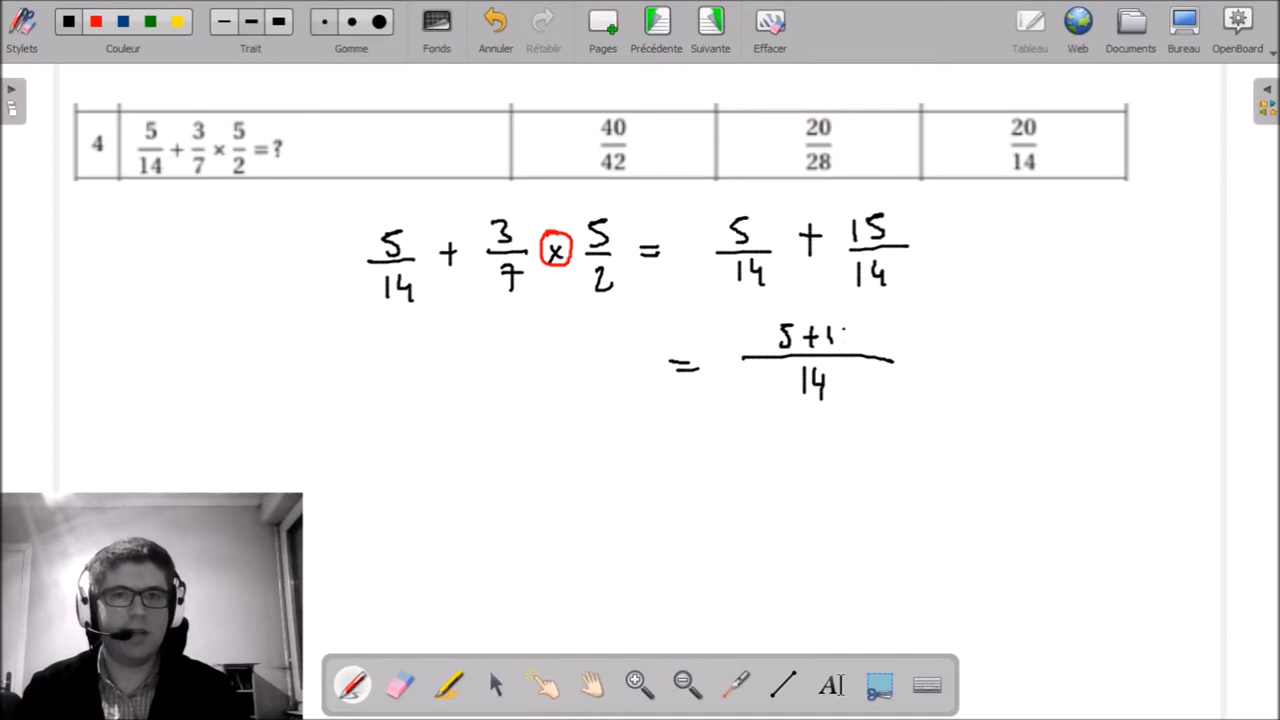 Stylets Couleur Trait Gomme Fonds Annuler Rétablir Pages Précédente Suivante Effacer Tableau Web Documents Bureau OpenBoard
4 5/14 + 3/7 × 5/2 = ? 40/42 20/28 20/14
5/14 + 3/7 x 5/2 = 5/14 + 15/14
= 5+1/14
AI